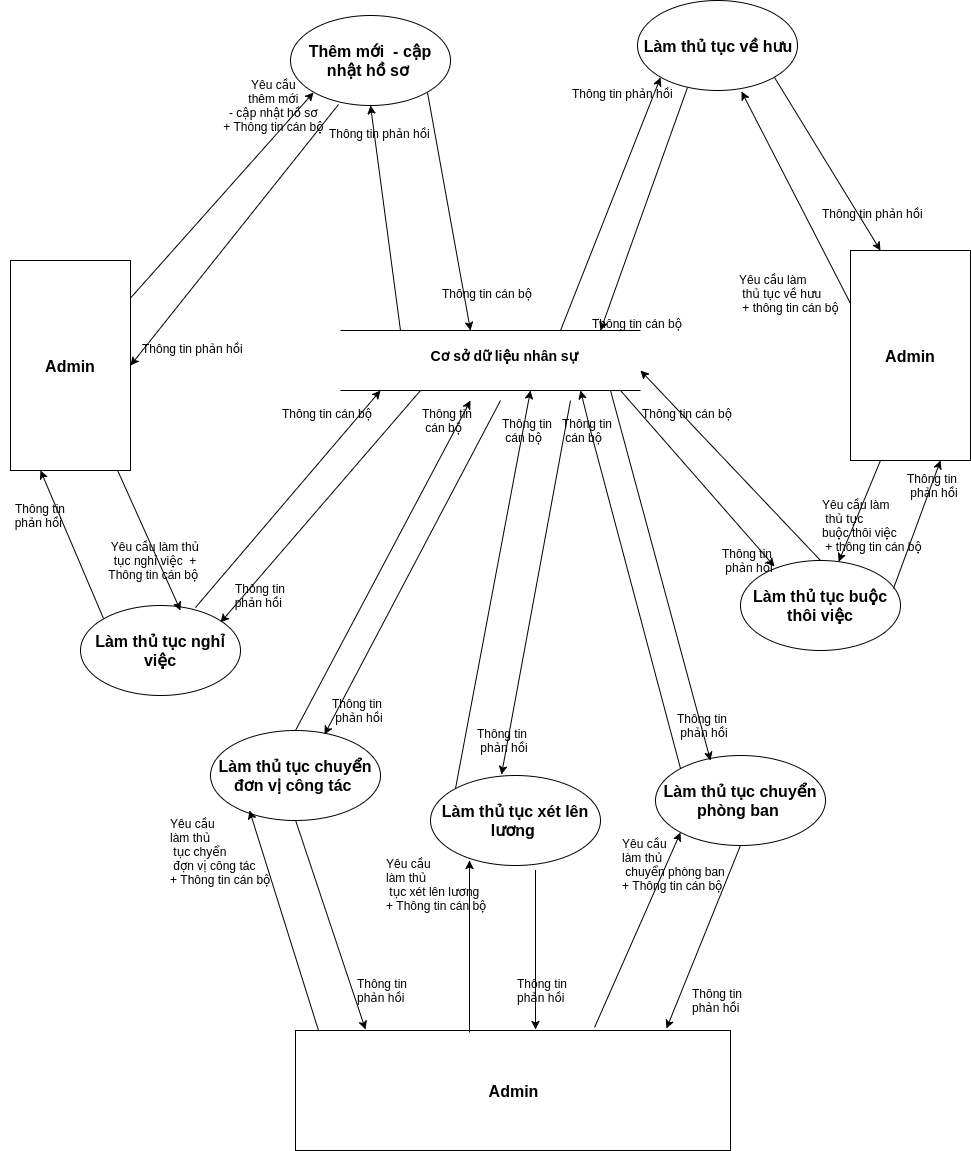 Thêm mới - cập
nhật hồ sơ
Làm thủ tục về hưu
Yêu cầu
thêm mới
- cập nhật hồ sơ
+ Thông tin cán bộ
Thông tin phản hồi
Thông tin phản hồi
Thông tin phản hồi
Yêu cầu làm
thủ tục về hưu
+ thông tin cán bộ
Thông tin cán bộ
Thông tin cán bộ
Thông tin phản hồi
Admin
Cơ sở dữ liệu nhân sự
Admin
Thông tin cán bộ
Thông tin
cán bộ
Thông tin
cán bộ
Thông tin
cán bộ
Thông tin cán bộ
Thông tin
phản hồi
Yêu cầu làm thủ
tục nghỉ việc +
Thông tin cán bộ
Thông tin
phản hồi
Yêu cầu làm
thủ tục
buộc thôi việc
+ thông tin cán bộ
Thông tin
phản hồi
Thông tin
phản hồi
Làm thủ tục nghỉ
việc
Làm thủ tục buộc
thôi việc
Thông tin
phản hồi
Thông tin
phản hồi
Thông tin
phản hồi
Làm thủ tục chuyển
đơn vị công tác
Làm thủ tục xét lên
lương
Làm thủ tục chuyển
phòng ban
Yêu cầu
làm thủ
tục chyển
đợn vị công tác
+ Thông tin cán bộ
Yêu cầu
làm thủ
tục xét lên lương
+ Thông tin cán bộ
Yêu cầu
làm thủ
chuyển phòng ban
+ Thông tin cán bộ
Thông tin
phản hồi
Thông tin
phản hồi
Thông tin
phản hồi
Admin